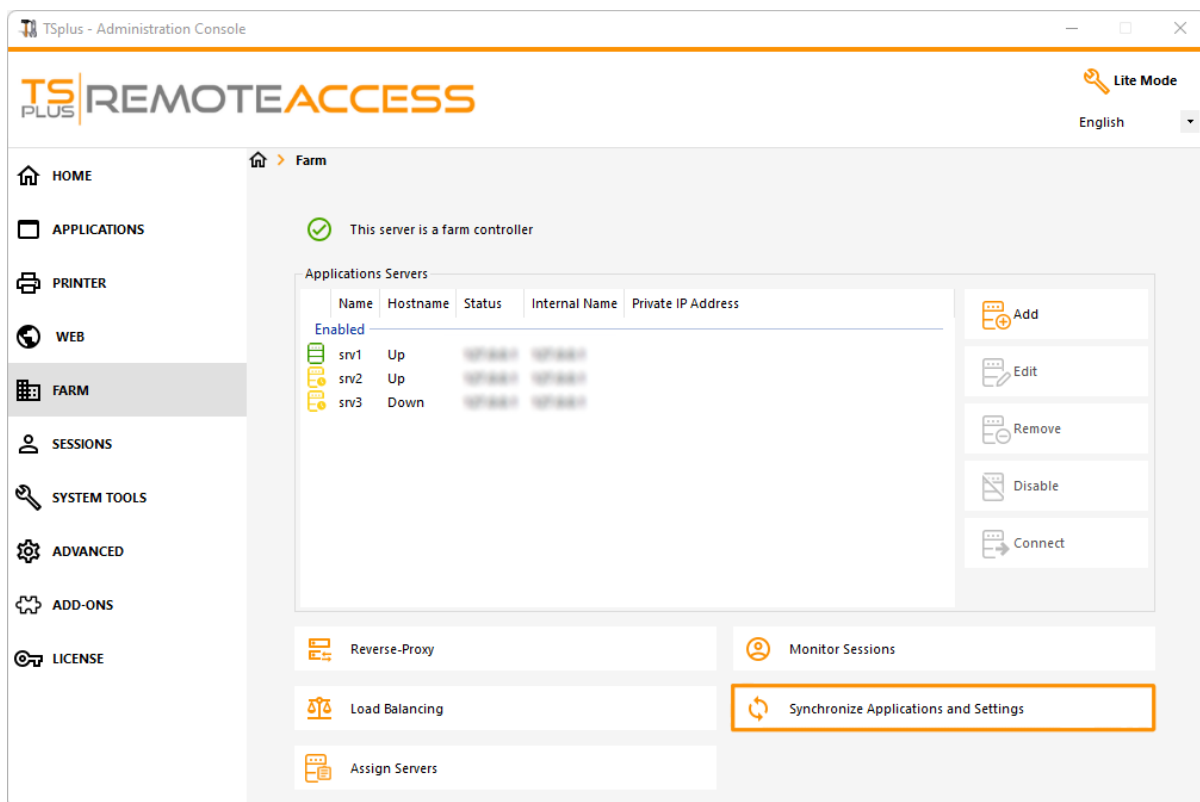 TSplus - Administration Console
TS PLUS REMOTEACCESS
Lite Mode
English
HOME
APPLICATIONS
PRINTER
WEB
FARM
SESSIONS
SYSTEM TOOLS
ADVANCED
ADD-ONS
LICENSE
Farm
This server is a farm controller
Applications Servers
Name Hostname Status Internal Name Private IP Address
Enabled
srv1 Up
srv2 Up
srv3 Down
Add
Edit
Remove
Disable
Connect
Reverse-Proxy
Monitor Sessions
Load Balancing
Synchronize Applications and Settings
Assign Servers